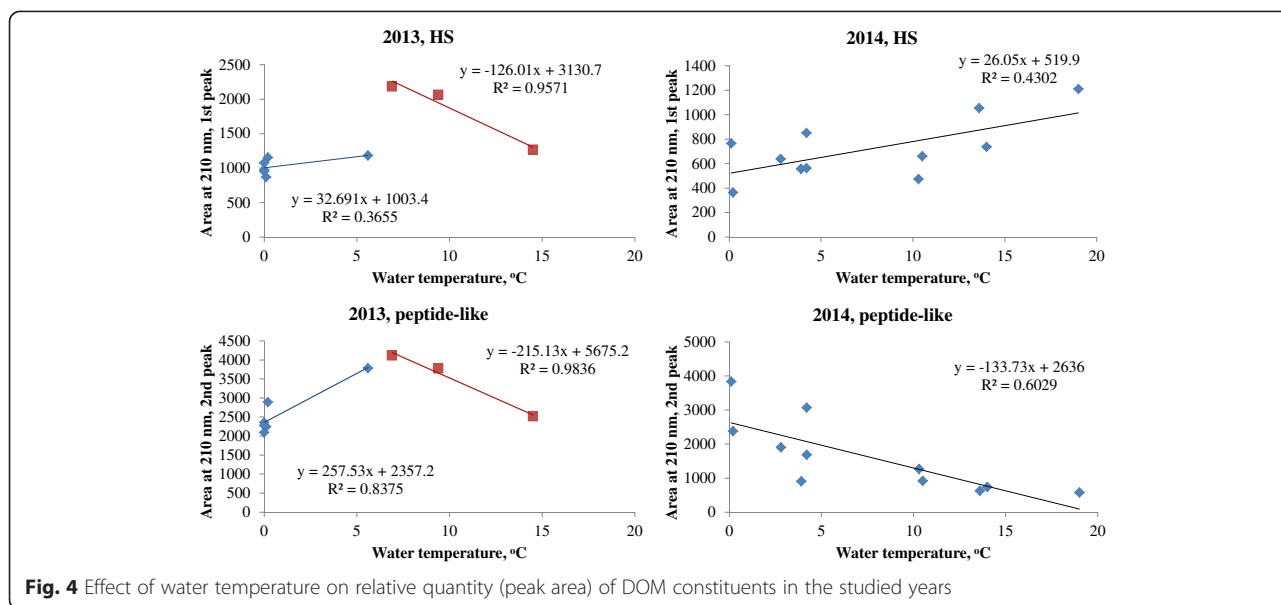 2013, HS
Area at 210 nm, 1st peak
2500
2000
1500
1000
500
0
y = -126.01x + 3130.7
R² = 0.9571
y = 32.691x + 1003.4
R² = 0.3655
0 5 10 15 20
Water temperature, °C
2014, HS
Area at 210 nm, 1st peak
1400
1200
1000
800
600
400
200
0
y = 26.05x + 519.9
R² = 0.4302
0 5 10 15 20
Water temperature, °C
2013, peptide-like
Area at 210 nm, 2nd peak
4500
4000
3500
3000
2500
2000
1500
1000
500
0
y = -215.13x + 5675.2
R² = 0.9836
y = 257.53x + 2357.2
R² = 0.8375
0 5 10 15 20
Water temperature, °C
2014, peptide-like
Area at 210 nm, 2nd peak
5000
4000
3000
2000
1000
0
y = -133.73x + 2636
R² = 0.6029
0 5 10 15 20
Water temperature, °C
Fig. 4 Effect of water temperature on relative quantity (peak area) of DOM constituents in the studied years